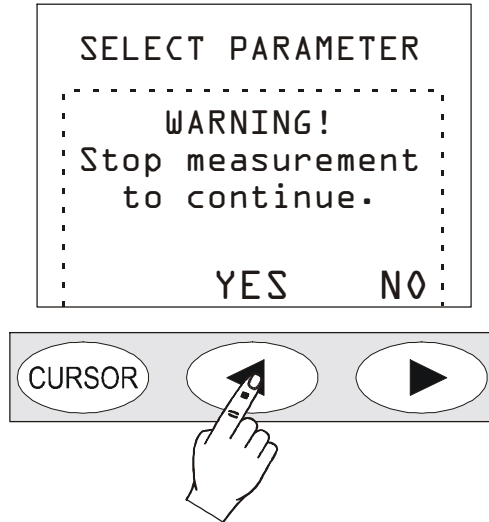 SELECT PARAMETER
WARNING!
Stop measurement
to continue.
YES NO
CURSOR